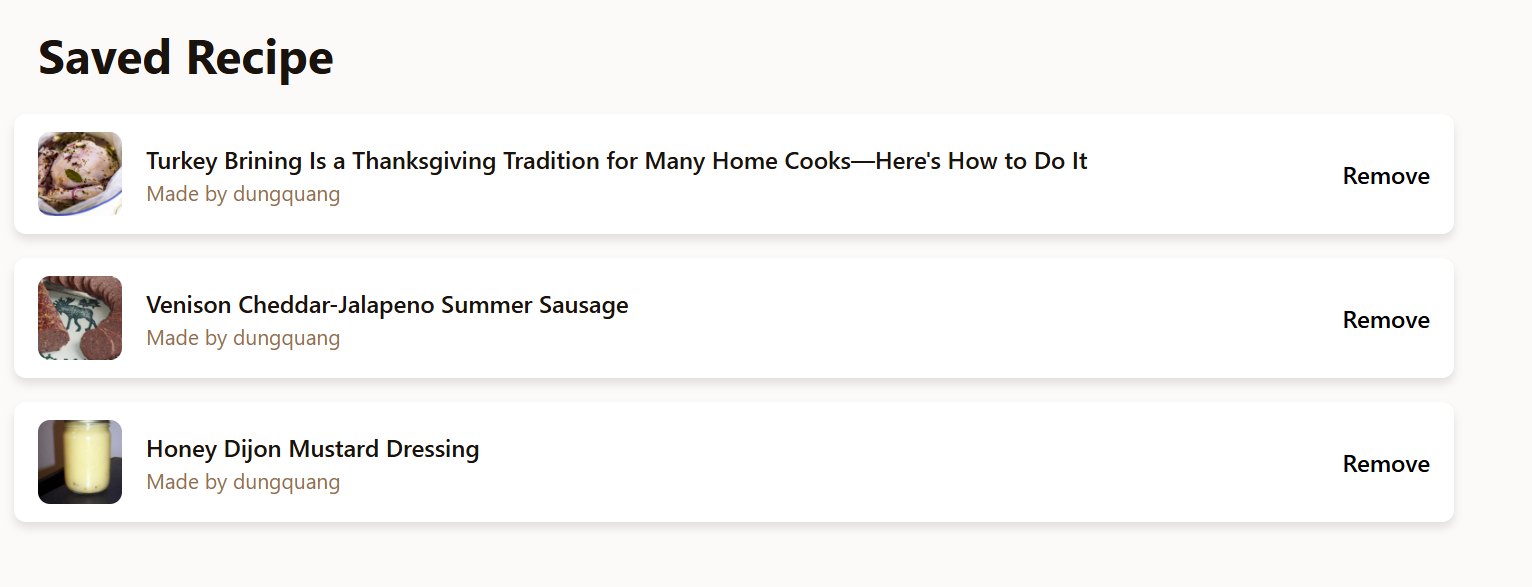 Saved Recipe
Turkey Brining Is a Thanksgiving Tradition for Many Home Cooks—Here's How to Do It
Made by dungquang
Remove
Venison Cheddar-Jalapeno Summer Sausage
Made by dungquang
Remove
Honey Dijon Mustard Dressing
Made by dungquang
Remove